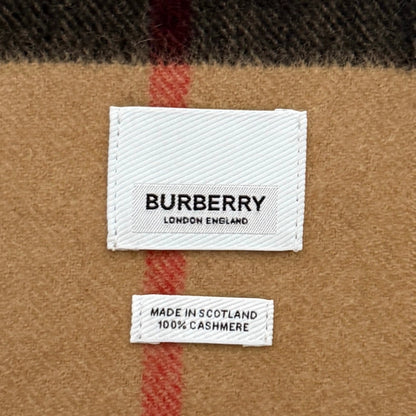 BURBERRY
LONDON ENGLAND
MADE IN SCOTLAND
100% CASHMERE